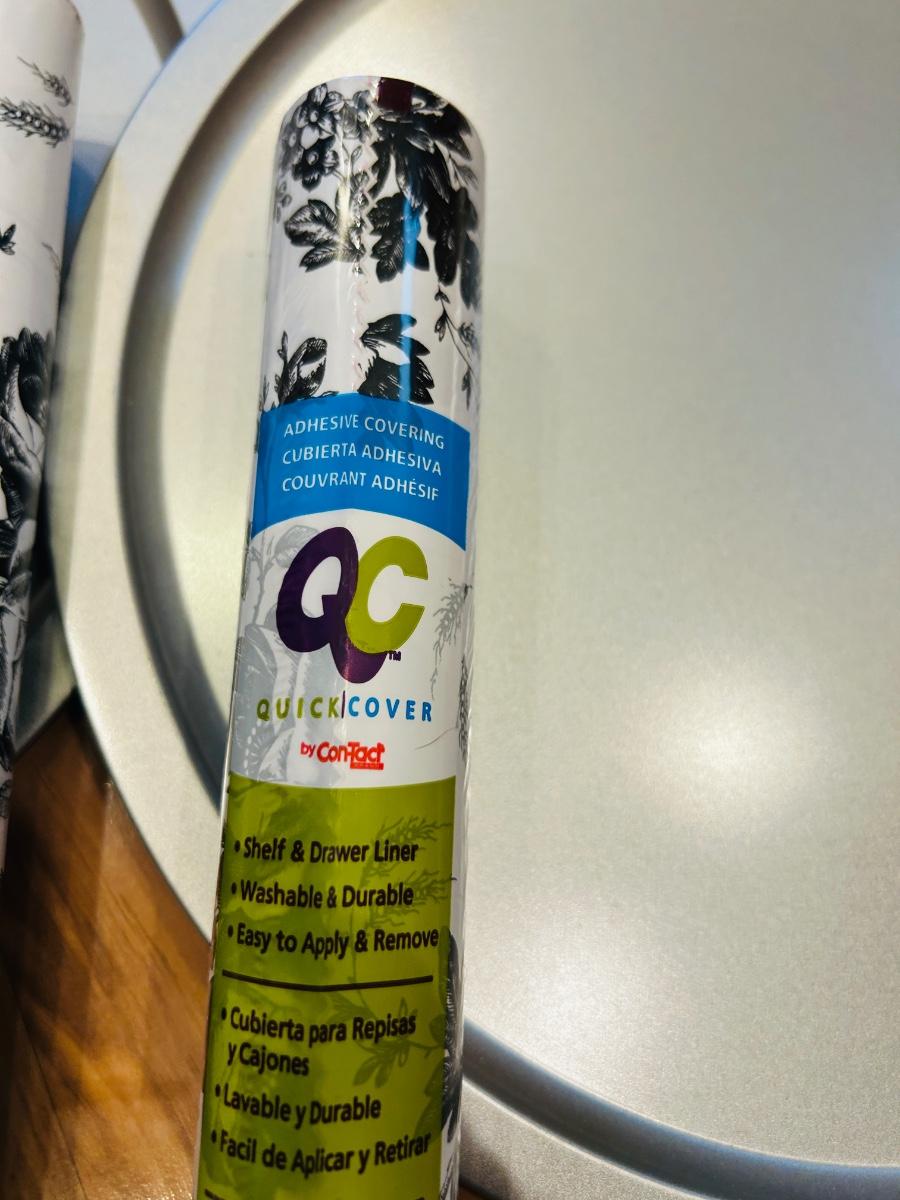 ADHESIVE COVERING
CUBIERTA ADHESIVA
COUVRANT ADHÉSIF
QC™
QUICK|COVER
by Con-Tact
• Shelf & Drawer Liner
• Washable & Durable
• Easy to Apply & Remove
• Cubierta para Repisas
y Cajones
• Lavable y Durable
• Facil de Aplicar y Retirar